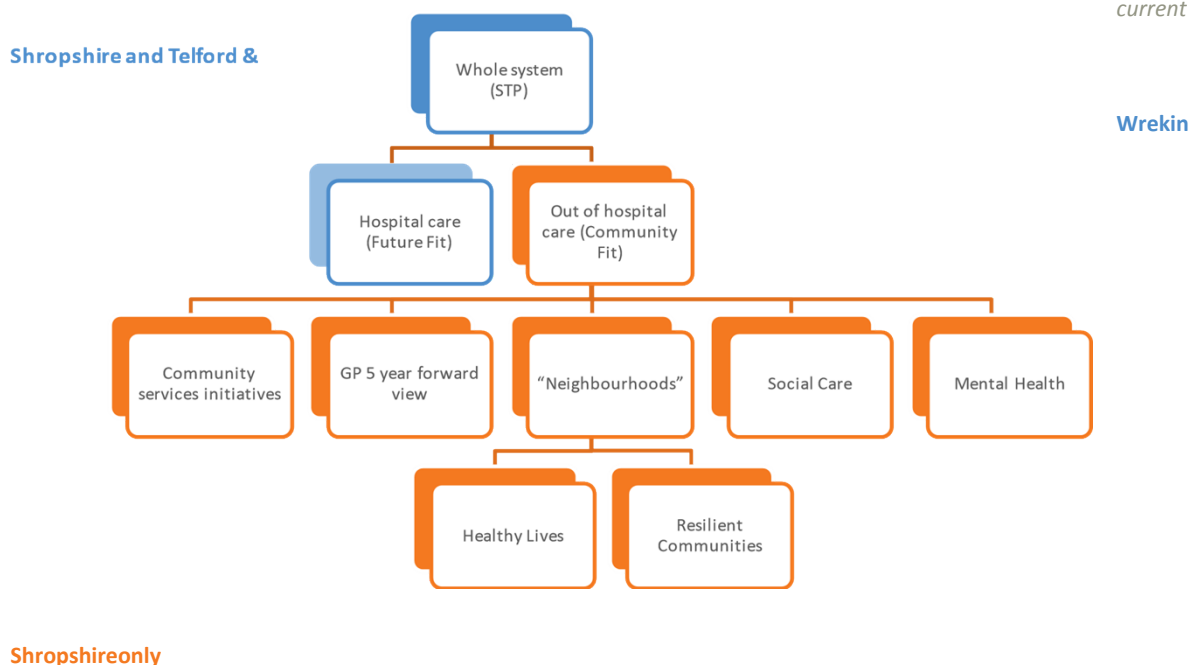 current
Shropshire and Telford &
Whole system
(STP)
Wrekin
Hospital care
(Future Fit)
Out of hospital
care (Community
Fit)
Community
services initiatives
GP 5 year forward
view
“Neighbourhoods”
Social Care
Mental Health
Healthy Lives
Resilient
Communities
Shropshireonly